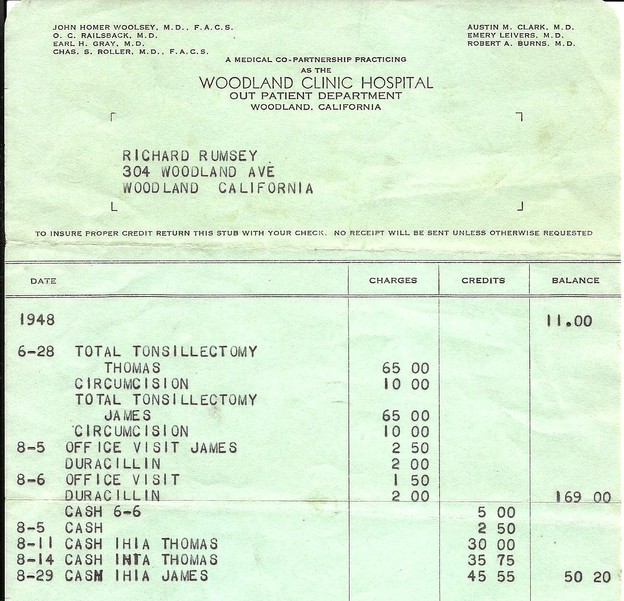 JOHN HOMER WOOLSEY, M.D., F.A.C.S.
O. C. RAILSBACK, M.D.
EARL H. GRAY, M.D.
CHAS. S. ROLLER, M.D., F.A.C.S.
AUSTIN M. CLARK, M.D.
EMERY LEIVERS, M.D.
ROBERT A. BURNS, M.D.
A MEDICAL CO-PARTNERSHIP PRACTICING
AS THE
WOODLAND CLINIC HOSPITAL
OUT PATIENT DEPARTMENT
WOODLAND, CALIFORNIA
RICHARD RUMSEY
304 WOODLAND AVE
WOODLAND CALIFORNIA
TO INSURE PROPER CREDIT RETURN THIS STUB WITH YOUR CHECK. NO RECEIPT WILL BE SENT UNLESS OTHERWISE REQUESTED
DATE CHARGES CREDITS BALANCE
1948 11.00
6-28 TOTAL TONSILLECTOMY
THOMAS 65 00
CIRCUMCISION 10 00
TOTAL TONSILLECTOMY
JAMES 65 00
CIRCUMCISION 10 00
8-5 OFFICE VISIT JAMES 2 50
DURACILLIN 2 00
8-6 OFFICE VISIT 1 50
DURACILLIN 2 00 169 00
CASH 6-6 5 00
8-5 CASH 2 50
8-11 CASH IHIA THOMAS 30 00
8-14 CASH INTA THOMAS 35 75
8-29 CASH IHIA JAMES 45 55 50 20